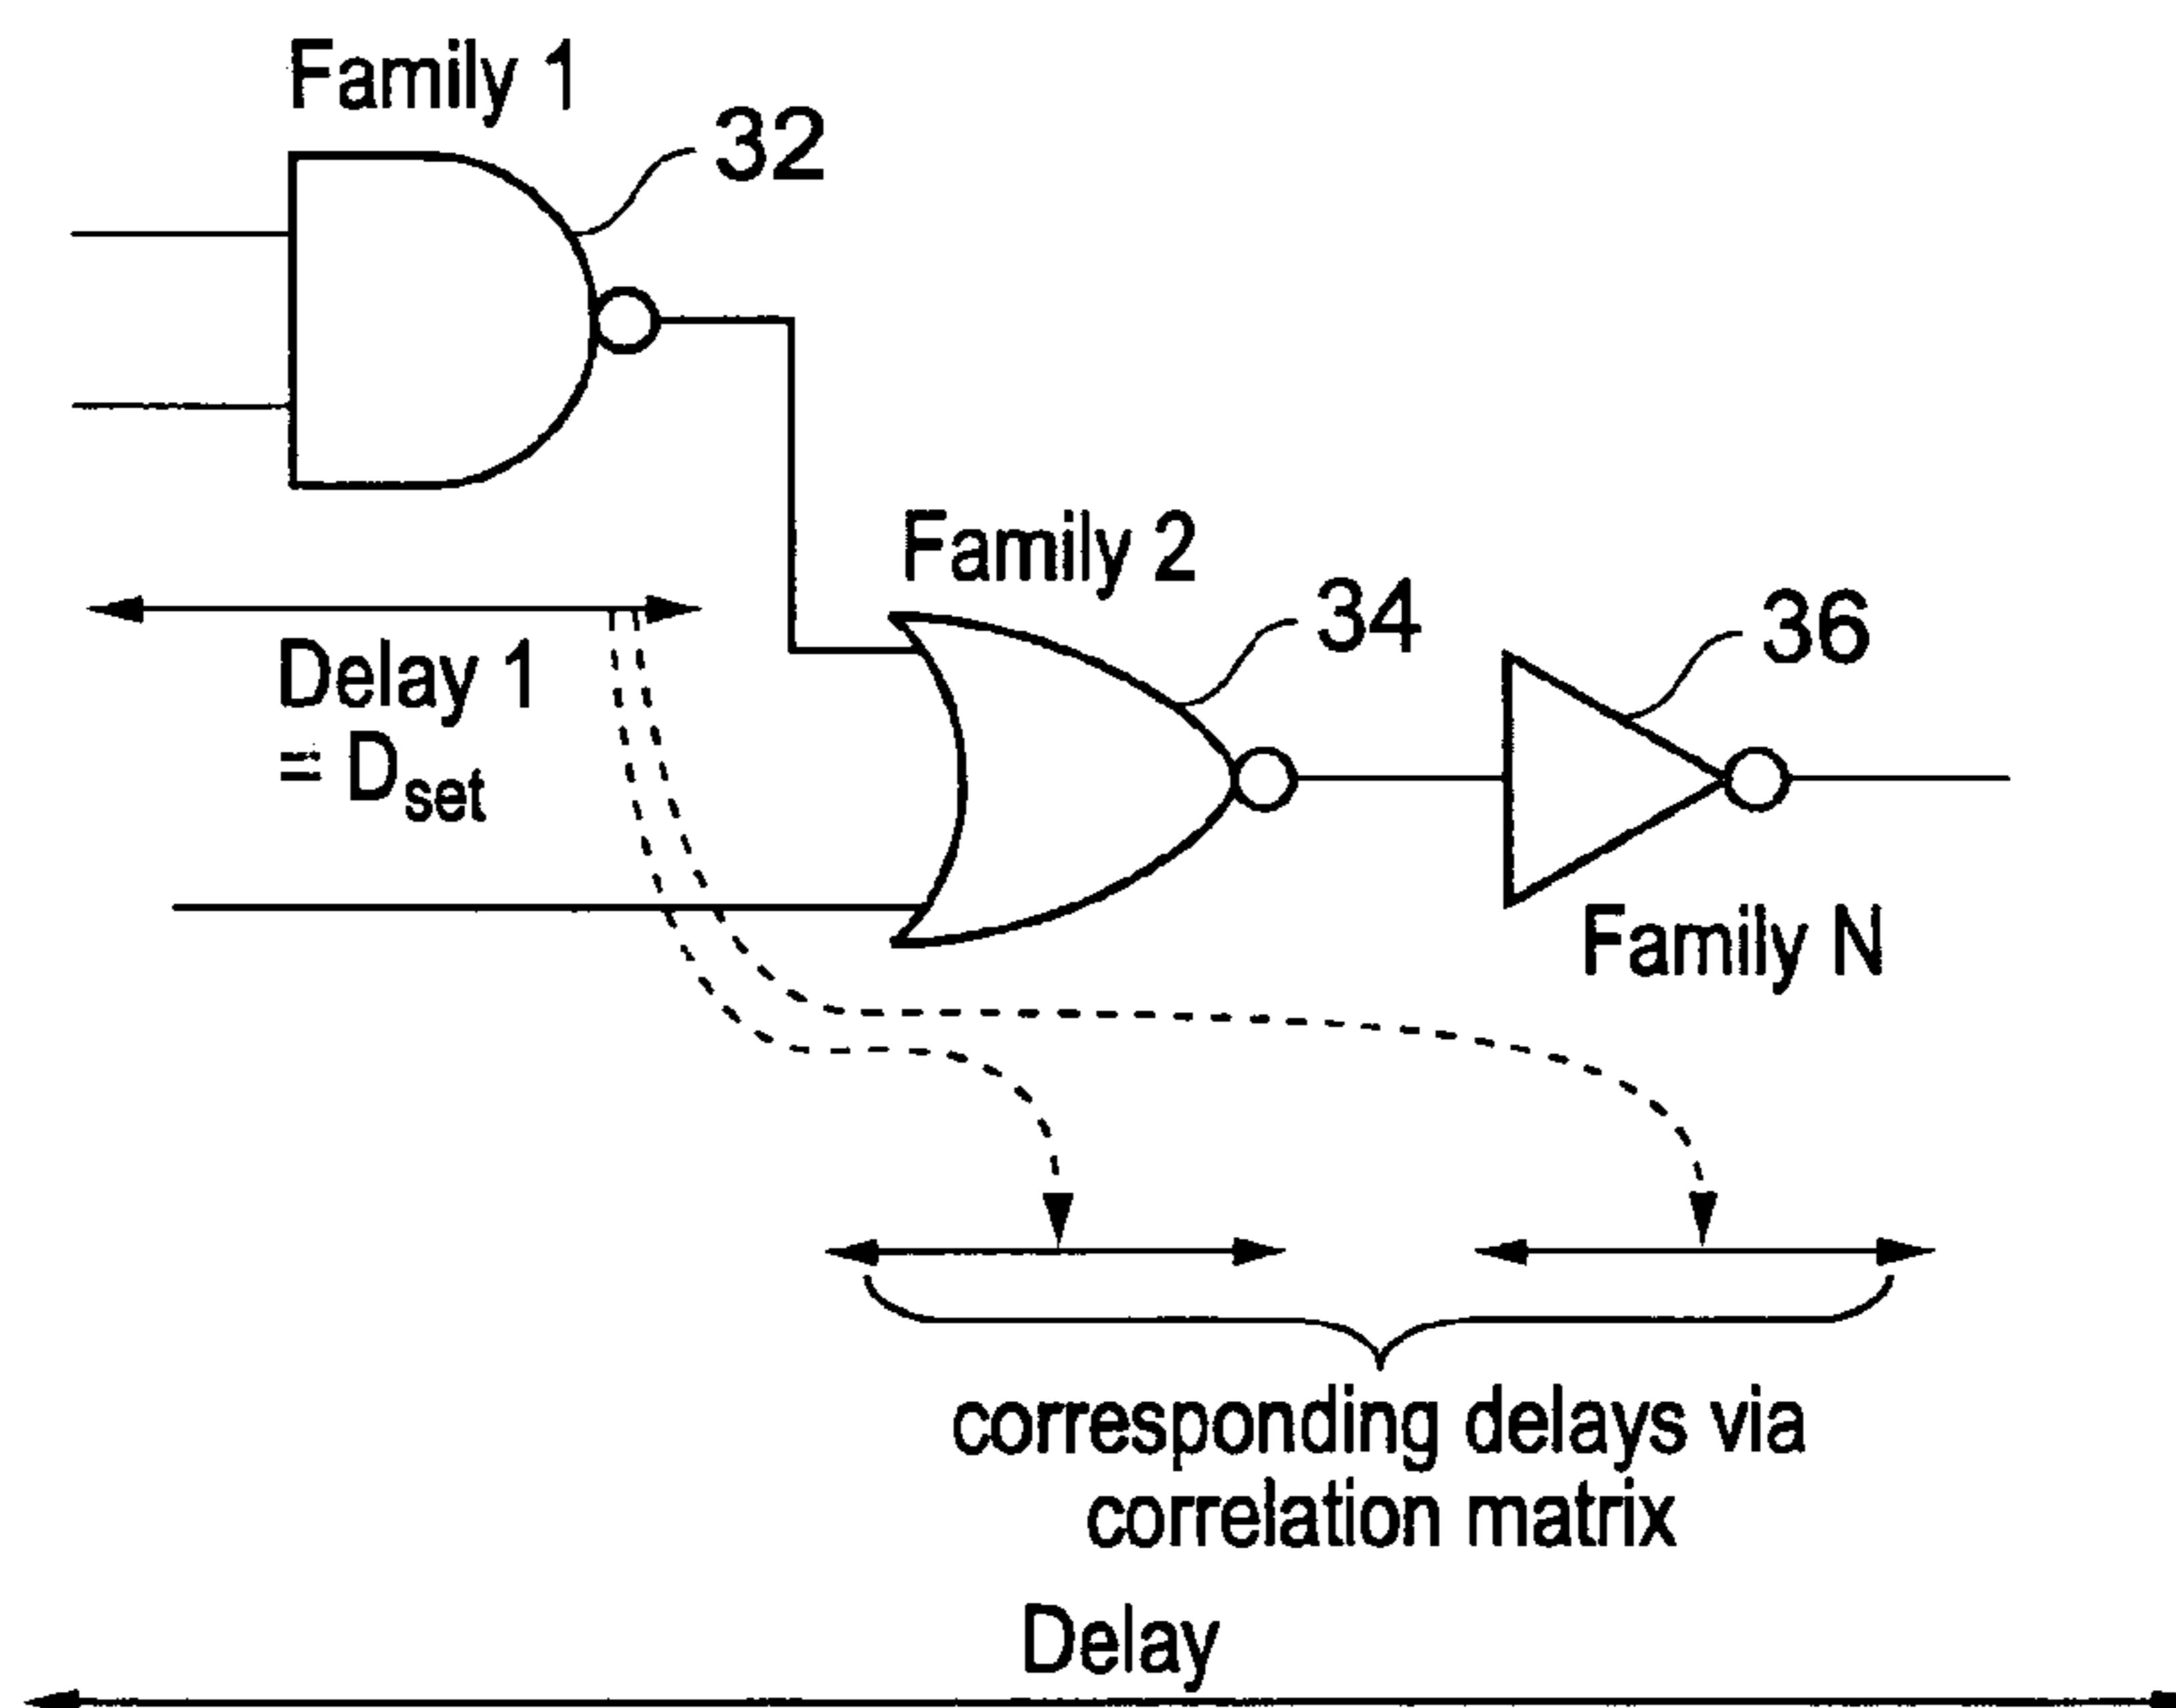 Family 1
32
Family 2
34
36
Delay 1
= Dset
Family N
corresponding delays via
correlation matrix
Delay